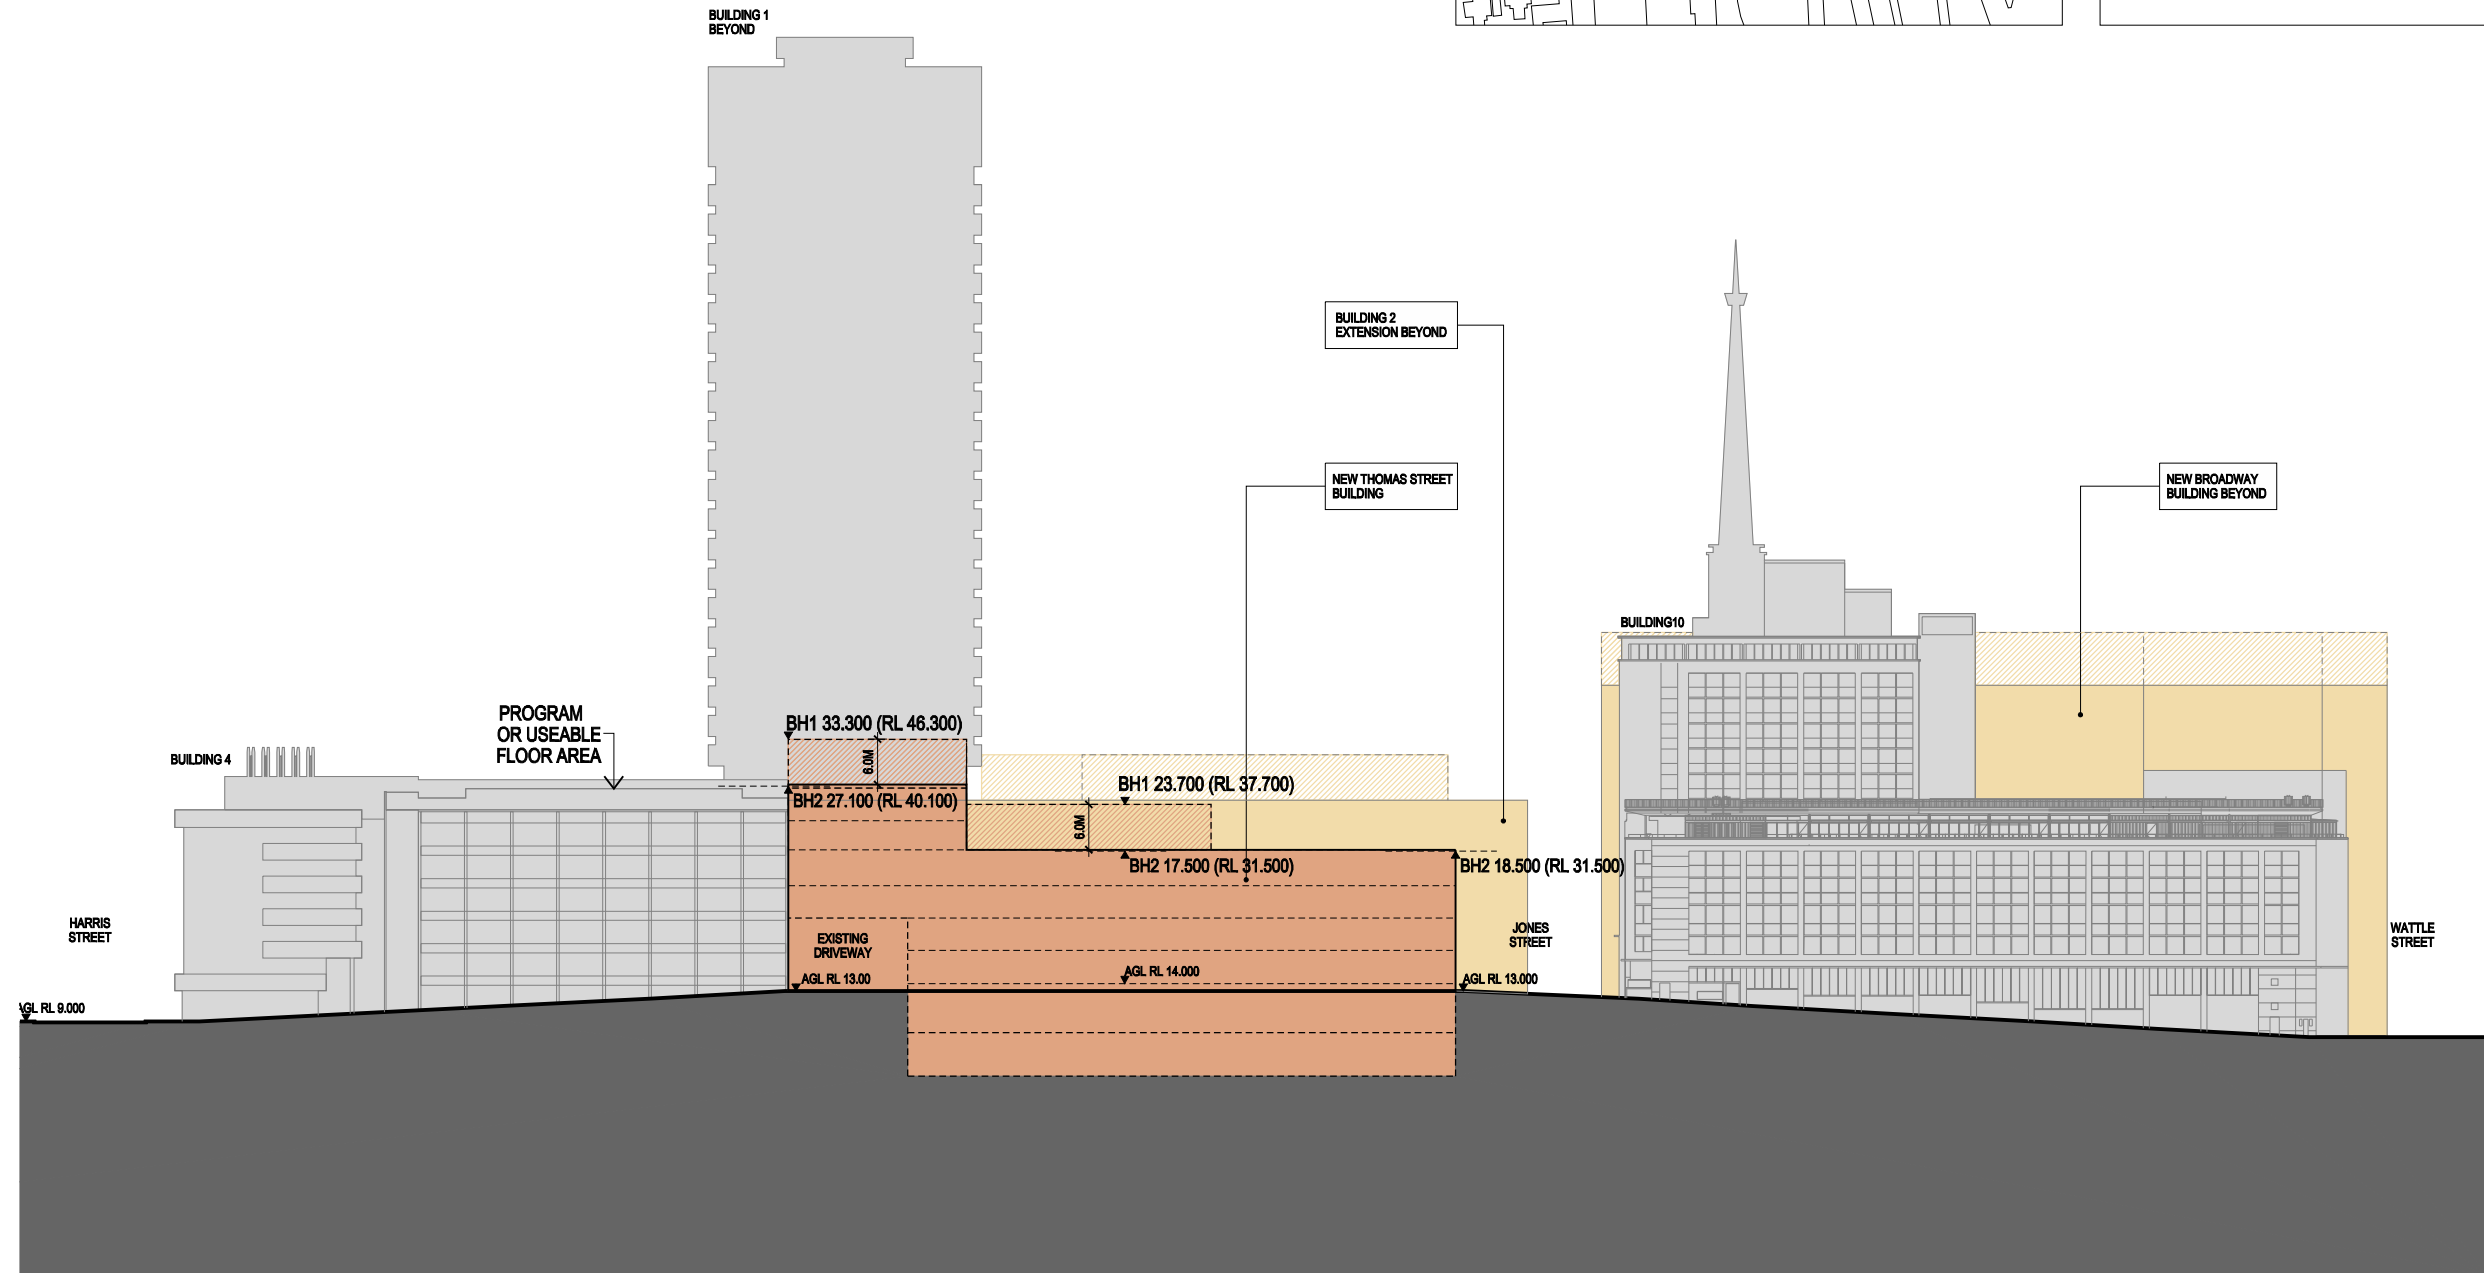 BUILDING 1
BEYOND
BUILDING 2
EXTENSION BEYOND
NEW THOMAS STREET
BUILDING
NEW BROADWAY
BUILDING BEYOND
BUILDING10
PROGRAM
OR USEABLE
FLOOR AREA
BH1 33.300 (RL 46.300)
BUILDING 4
6.0M
BH1 23.700 (RL 37.700)
BH2 27.100 (RL 40.100)
6.0M
BH2 17.500 (RL 31.500)
BH2 18.500 (RL 31.500)
HARRIS
STREET
EXISTING
DRIVEWAY
JONES
STREET
WATTLE
STREET
AGL RL 13.00
AGL RL 14.000
AGL RL 13.000
AGL RL 9.000